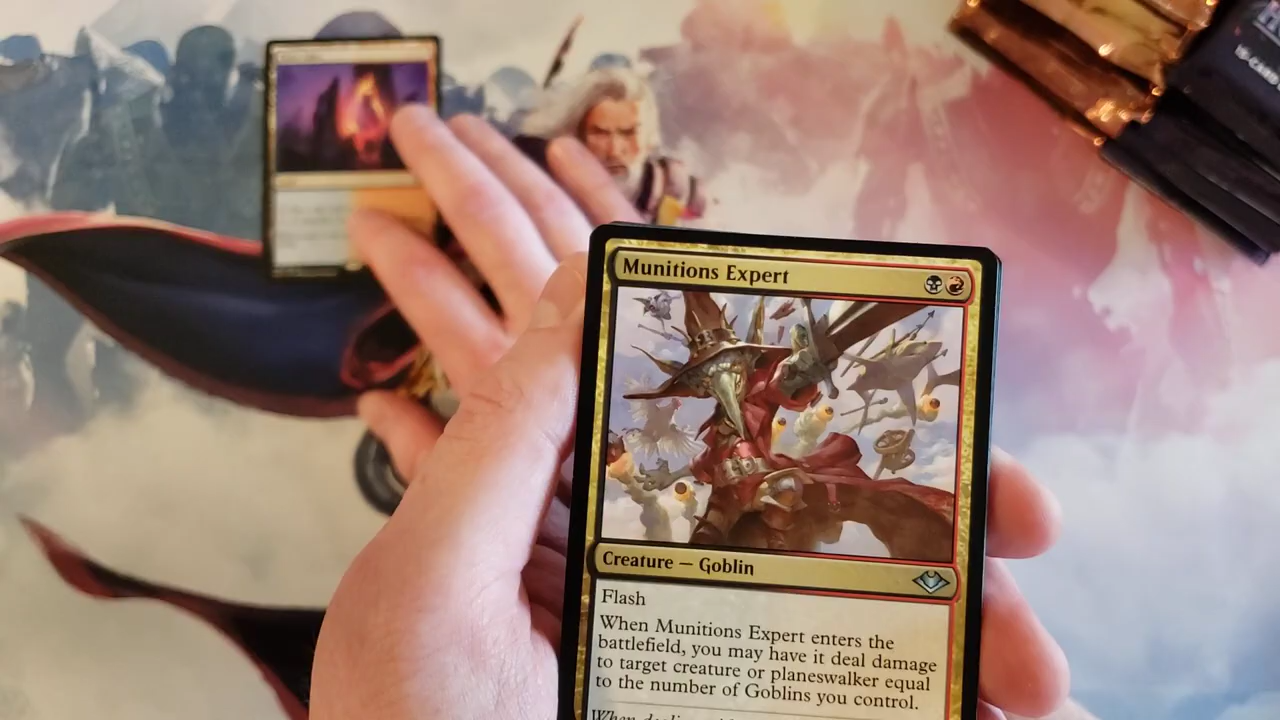 Munitions Expert
Creature — Goblin
Flash
When Munitions Expert enters the
battlefield, you may have it deal damage
to target creature or planeswalker equal
to the number of Goblins you control.